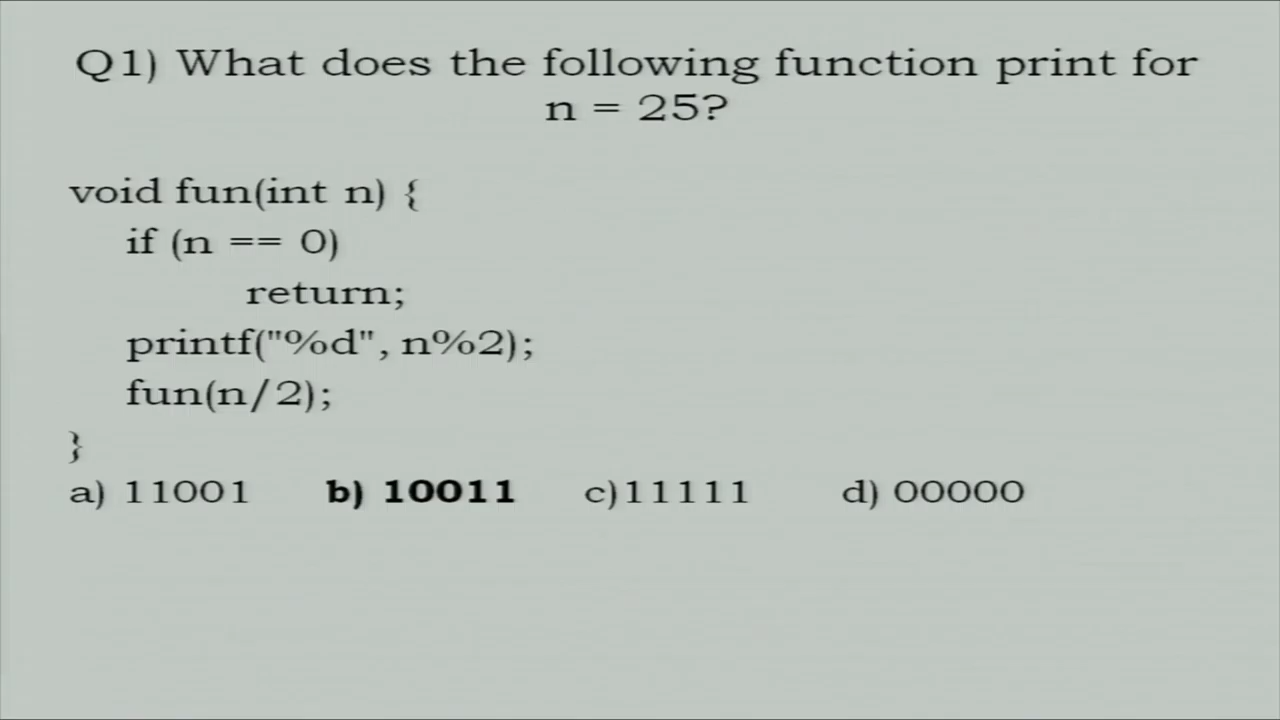 Q1) What does the following function print for
n = 25?
void fun(int n) {
if (n == 0)
return;
printf("%d", n%2);
fun(n/2);
}
a) 11001 b) 10011 c)11111 d) 00000